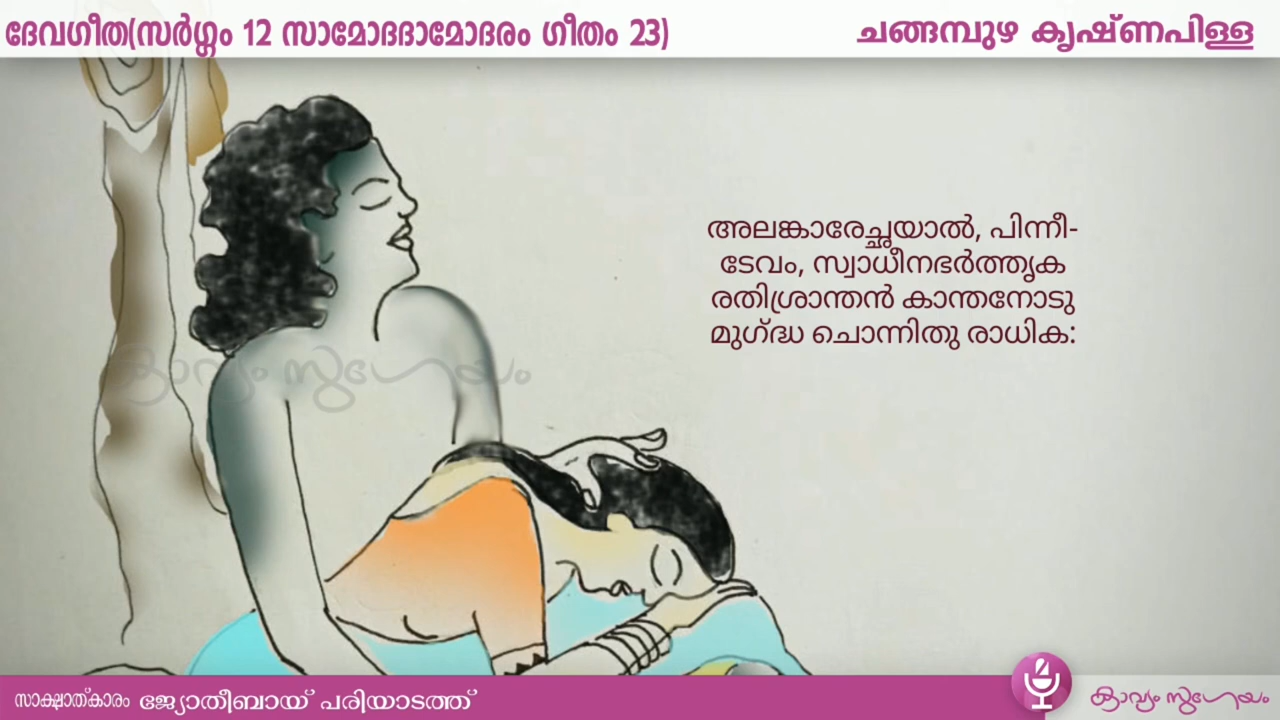 ദേവഗീത(സർഗ്ഗം 12 സാമോദദാമോദരം ഗീതം 23)
ചങ്ങമ്പുഴ കൃഷ്ണപിള്ള
അലങ്കാരേച്ഛയാൽ, പിന്നീ-
ടേവം, സ്വാധീനഭർത്തൃക
രതിശ്രാന്തൻ കാന്തനോടു
മുഗ്ദ്ധ ചൊന്നിതു രാധിക:
കാവ്യം സുഗേയം
സാക്ഷാത്കാരം ജ്യോതീബായ് പരിയാടത്ത്
കാവ്യം സുഗേയം